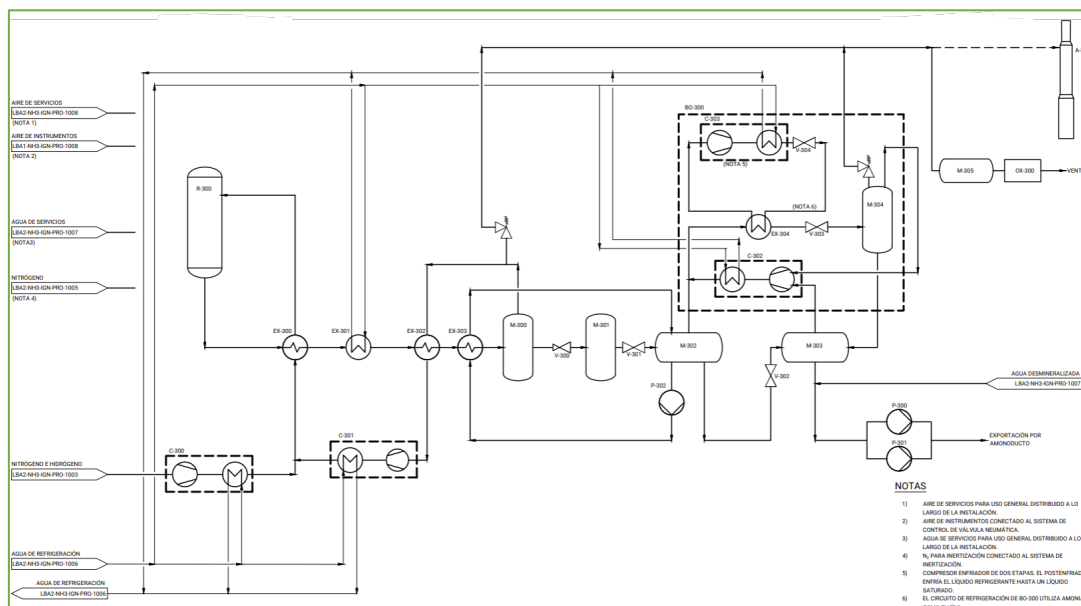 AIRE DE SERVICIOS
LBA2-NH3-IGN-PRO-1008
(NOTA 1)
AIRE DE INSTRUMENTOS
LBA1-NH3-IGN-PRO-1008
(NOTA 2)
AGUA DE SERVICIOS
LBA2-NH3-IGN-PRO-1007
(NOTA3)
NITRÓGENO
LBA2-NH3-IGN-PRO-1005
(NOTA 4)
NITRÓGENO E HIDRÓGENO
LBA2-NH3-IGN-PRO-1003
AGUA DE REFRIGERACIÓN
LBA2-NH3-IGN-PRO-1006
AGUA DE REFRIGERACIÓN
LBA2-NH3-IGN-PRO-1006
R-300
EX-300
EX-301
EX-302
EX-303
C-300
C-301
M-300
V-300
M-301
V-301
M-302
P-302
V-302
M-303
BO-300
C-303
(NOTA 5)
V-304
(NOTA 6)
EX-304
V-303
M-304
C-302
M-305
OX-300
VENT
AGUA DESMINERALIZADA
LBA2-NH3-IGN-PRO-1007
P-300
P-301
EXPORTACIÓN POR
AMONODUCTO
NOTAS
1) AIRE DE SERVICIOS PARA USO GENERAL DISTRIBUIDO A LO
LARGO DE LA INSTALACIÓN.
2) AIRE DE INSTRUMENTOS CONECTADO AL SISTEMA DE
CONTROL DE VÁLVULA NEUMÁTICA.
3) AGUA SE SERVICIOS PARA USO GENERAL DISTRIBUIDO A LO
LARGO DE LA INSTALACIÓN.
4) N₂ PARA INERTIZACIÓN CONECTADO AL SISTEMA DE
INERTIZACIÓN.
5) COMPRESOR ENFRIADOR DE DOS ETAPAS. EL POSTENFRIAD
ENFRÍA EL LÍQUIDO REFRIGERANTE HASTA UN LÍQUIDO
SATURADO.
6) EL CIRCUITO DE REFRIGERACIÓN DE BO-300 UTILIZA AMONI